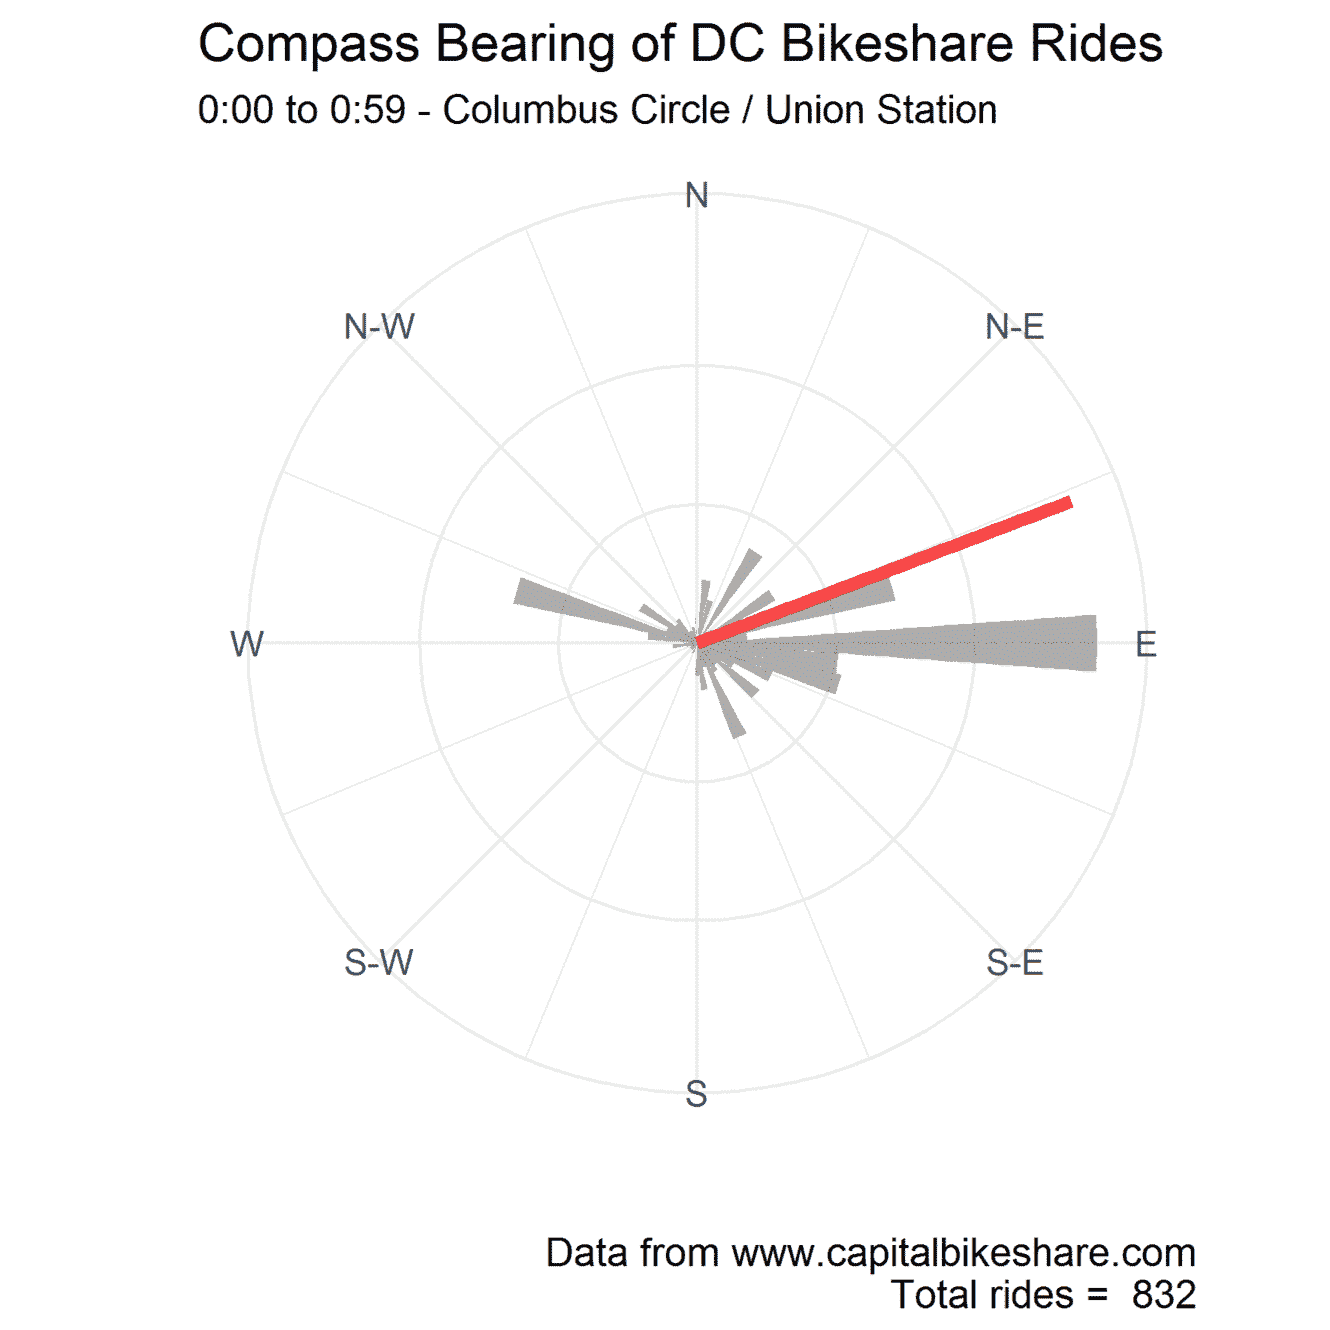 Compass Bearing of DC Bikeshare Rides
0:00 to 0:59 - Columbus Circle / Union Station
N
N-W
N-E
W
E
S-W
S-E
S
Data from www.capitalbikeshare.com
Total rides =  832